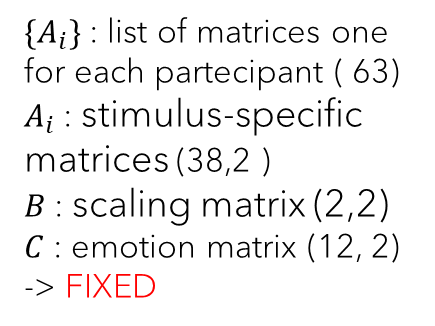 {Aᵢ} : list of matrices one
for each partecipant ( 63)
Aᵢ : stimulus-specific
matrices (38,2 )
B : scaling matrix (2,2)
C : emotion matrix (12, 2)
-> FIXED